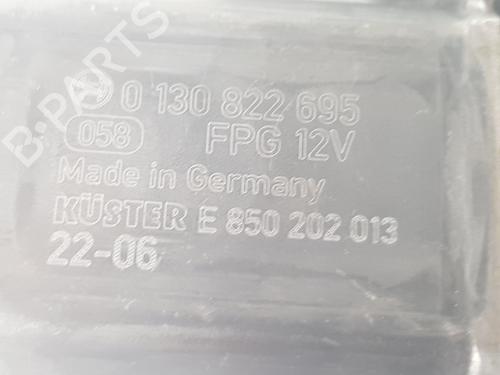 0 130 822 695
058 FPG 12V
Made in Germany
KÜSTER E 850 202 013
22-06
B-PARTS